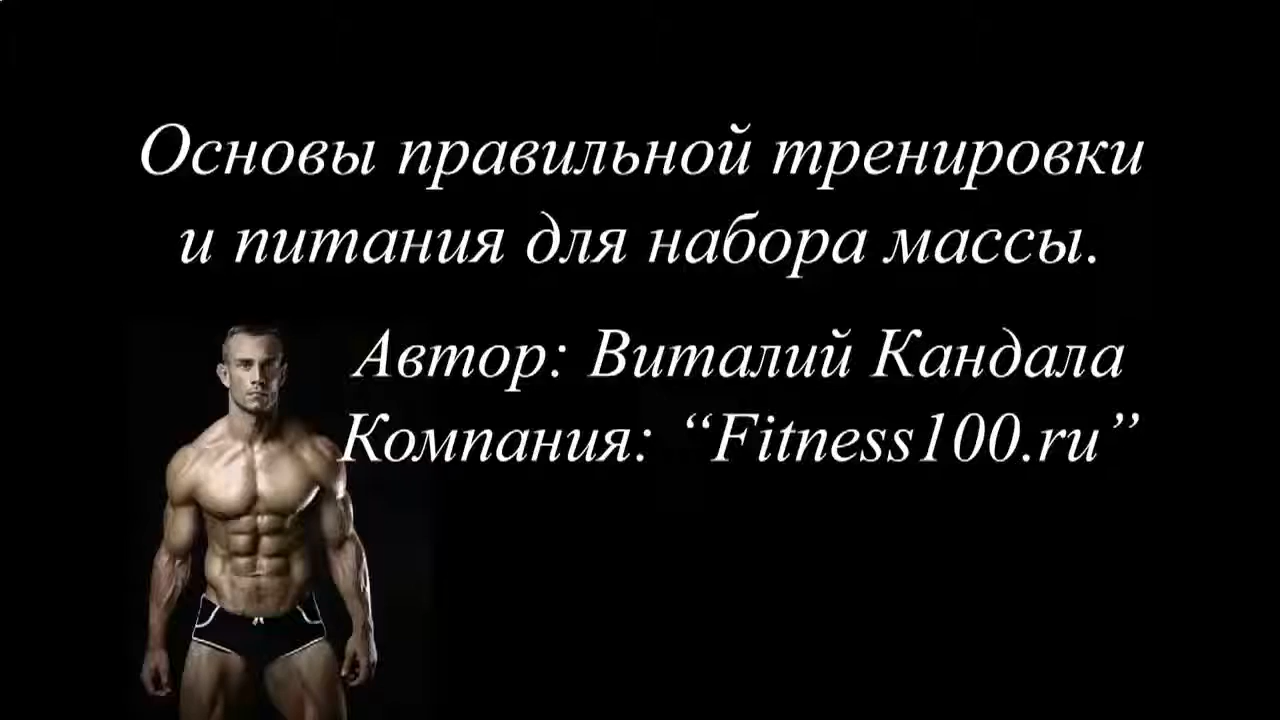 Основы правильной тренировки
и питания для набора массы.
Автор: Виталий Кандала
Компания: “Fitness100.ru”